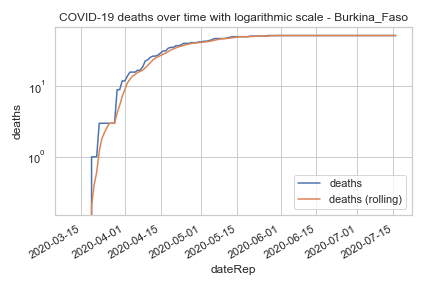 COVID-19 deaths over time with logarithmic scale - Burkina_Faso
deaths
10¹
10⁰
deaths
deaths (rolling)
2020-03-15
2020-04-01
2020-04-15
2020-05-01
2020-05-15
2020-06-01
2020-06-15
2020-07-01
2020-07-15
dateRep